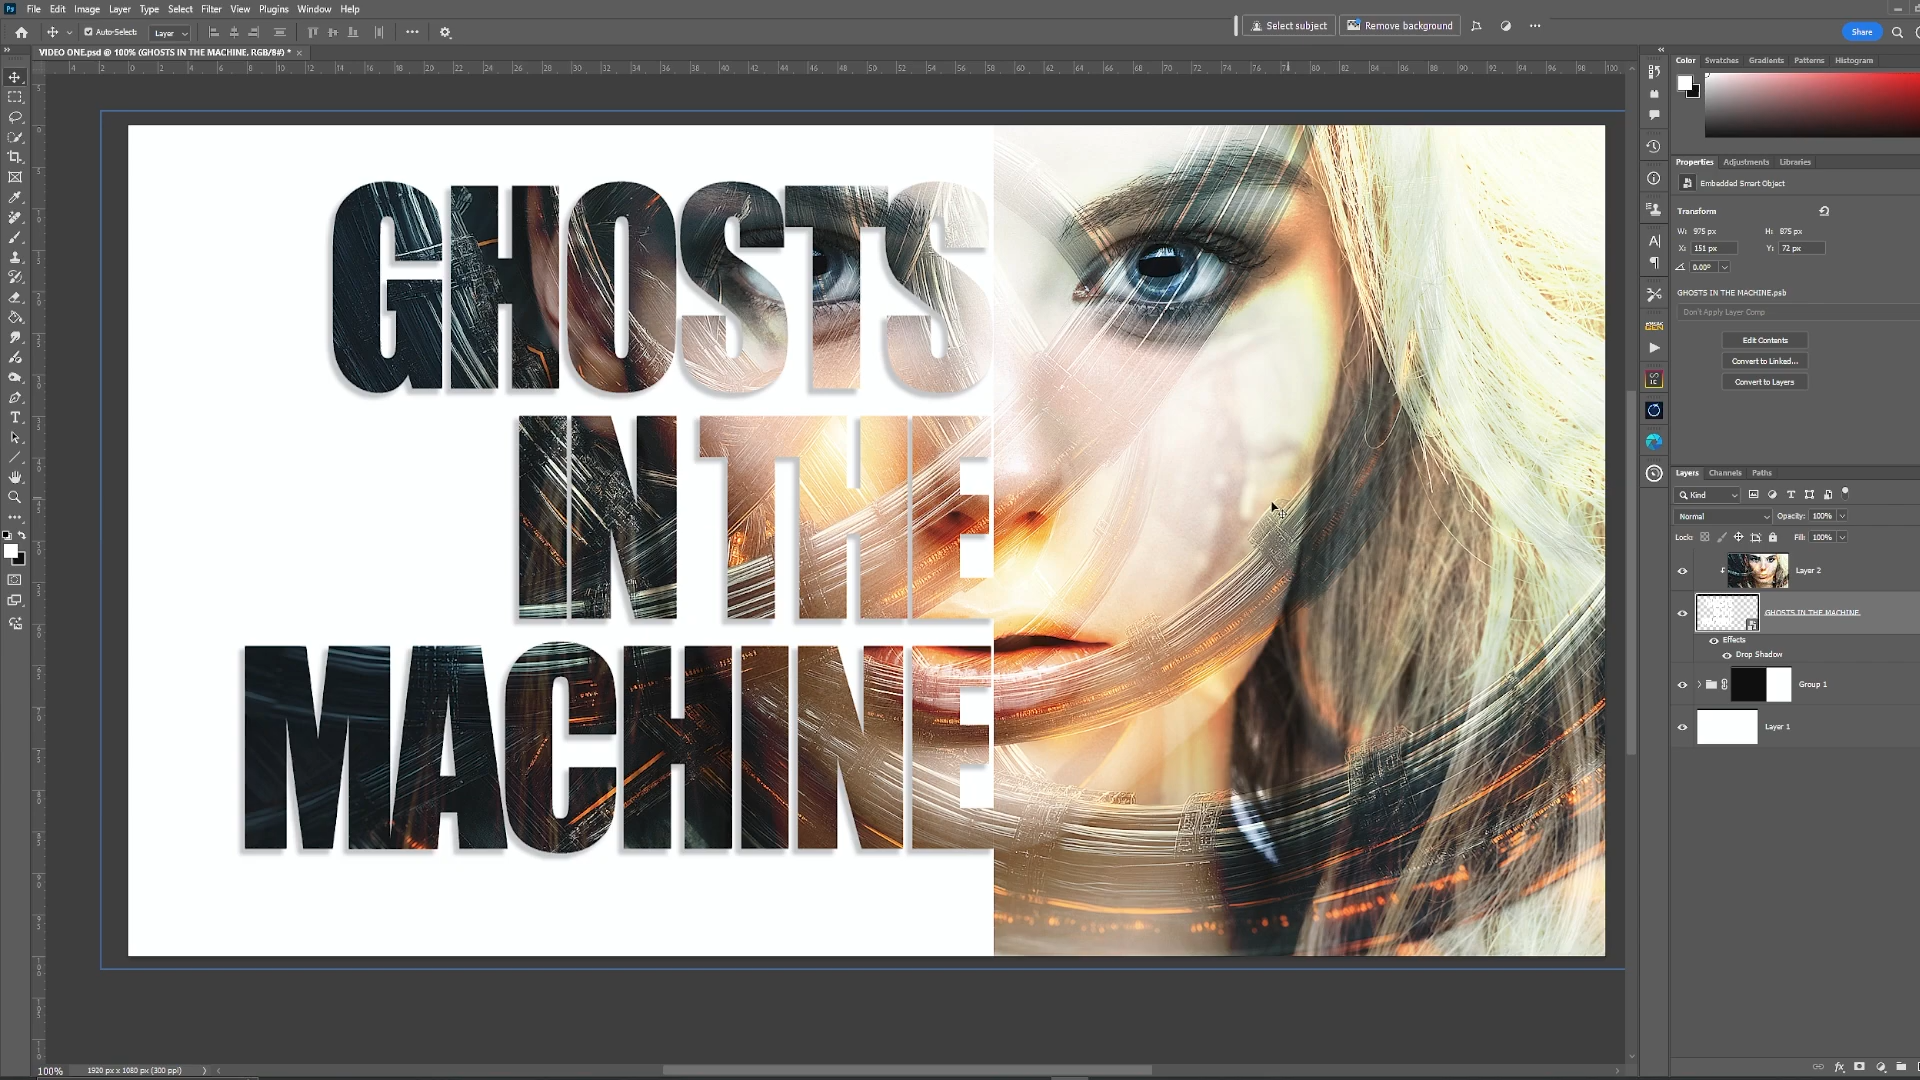 File Edit Image Layer Type Select Filter View Plugins Window Help
Auto-Select: Layer
Select subject Remove background
Share
VIDEO ONE.psd @ 100% (GHOSTS IN THE MACHINE, RGB/8#) *
Color Swatches Gradients Patterns Histogram
Properties Adjustments Libraries
Embedded Smart Object
Transform
W: 975 px H: 875 px
X: 151 px Y: 72 px
0.00°
GHOSTS IN THE MACHINE.psb
Don't Apply Layer Comp
Edit Contents
Convert to Linked...
Convert to Layers
GHOSTS
IN THE
MACHINE
Layers Channels Paths
Kind
Normal Opacity: 100%
Lock: Fill: 100%
Layer 2
GHOSTS IN THE MACHINE
Effects
Drop Shadow
Group 1
Layer 1
100% 1920 px x 1080 px (300 ppi)